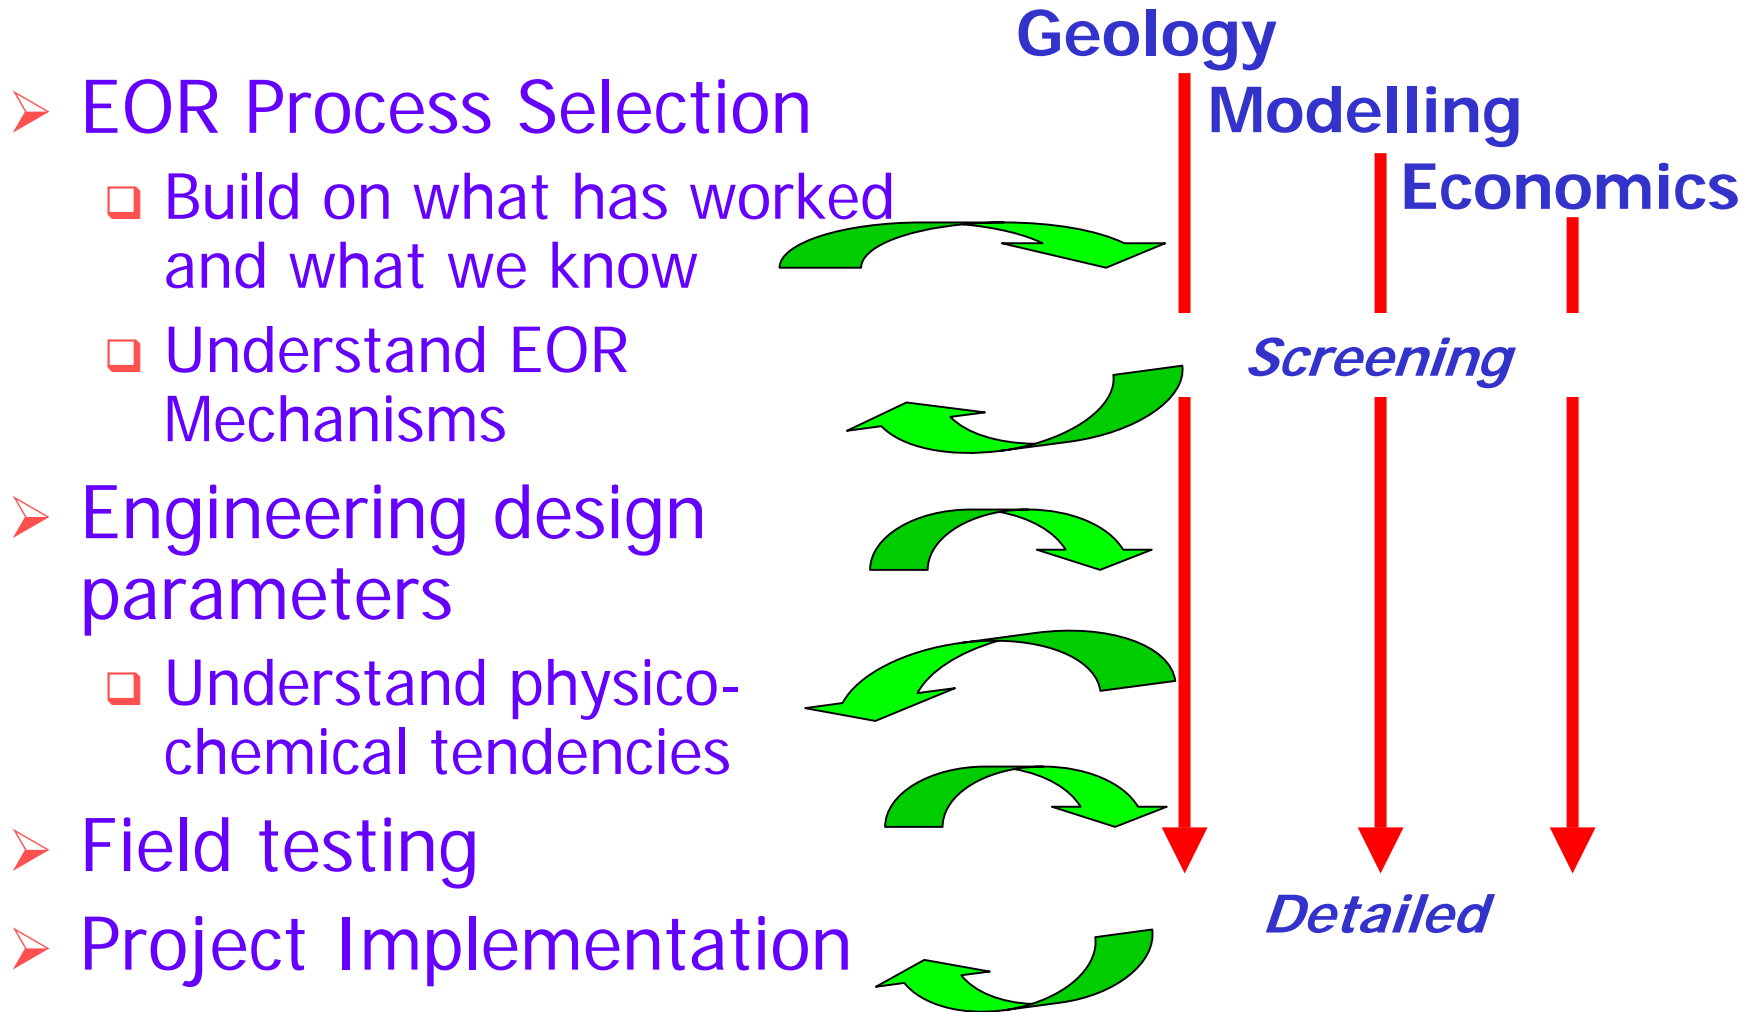 Geology
Modelling
Economics
EOR Process Selection
Build on what has worked
and what we know
Understand EOR
Mechanisms
Screening
Engineering design
parameters
Understand physico-
chemical tendencies
Field testing
Detailed
Project Implementation